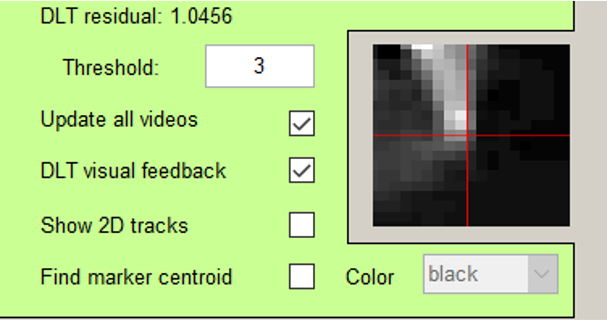 DLT residual: 1.0456
Threshold: 3
Update all videos
DLT visual feedback
Show 2D tracks
Find marker centroid Color black